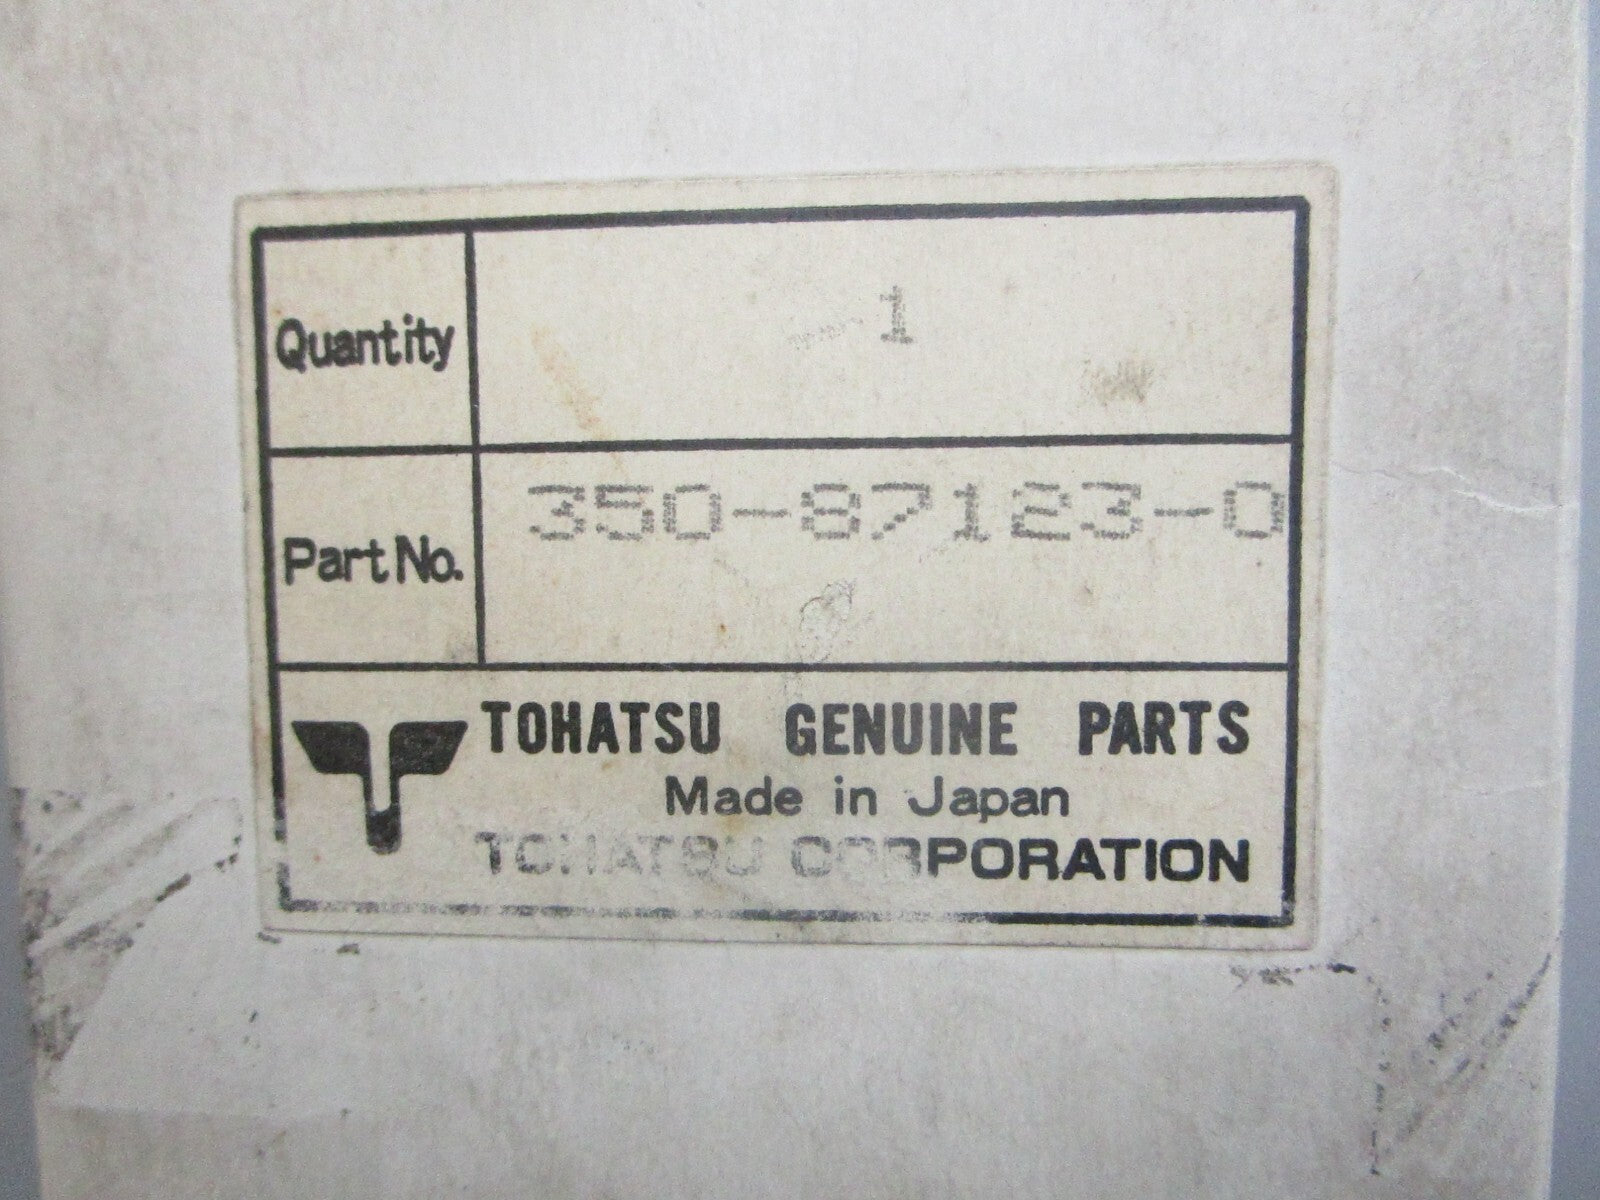 Quantity 1
Part No. 350-87123-0
TOHATSU GENUINE PARTS
Made in Japan
TOHATSU CORPORATION